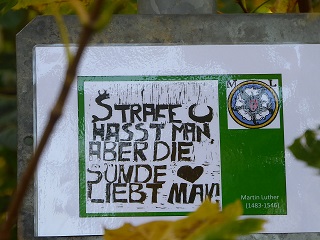 M L
STRAFE
HASST MAN,
ABER DIE
SÜNDE
LIEBT MAN!
Martin Luther
(1483-1546)